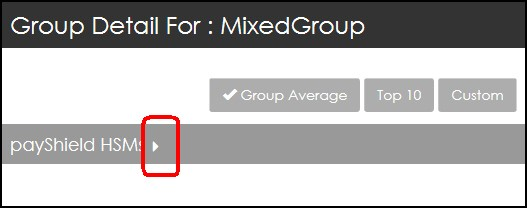 Group Detail For : MixedGroup
✔ Group Average Top 10 Custom
payShield HSMs